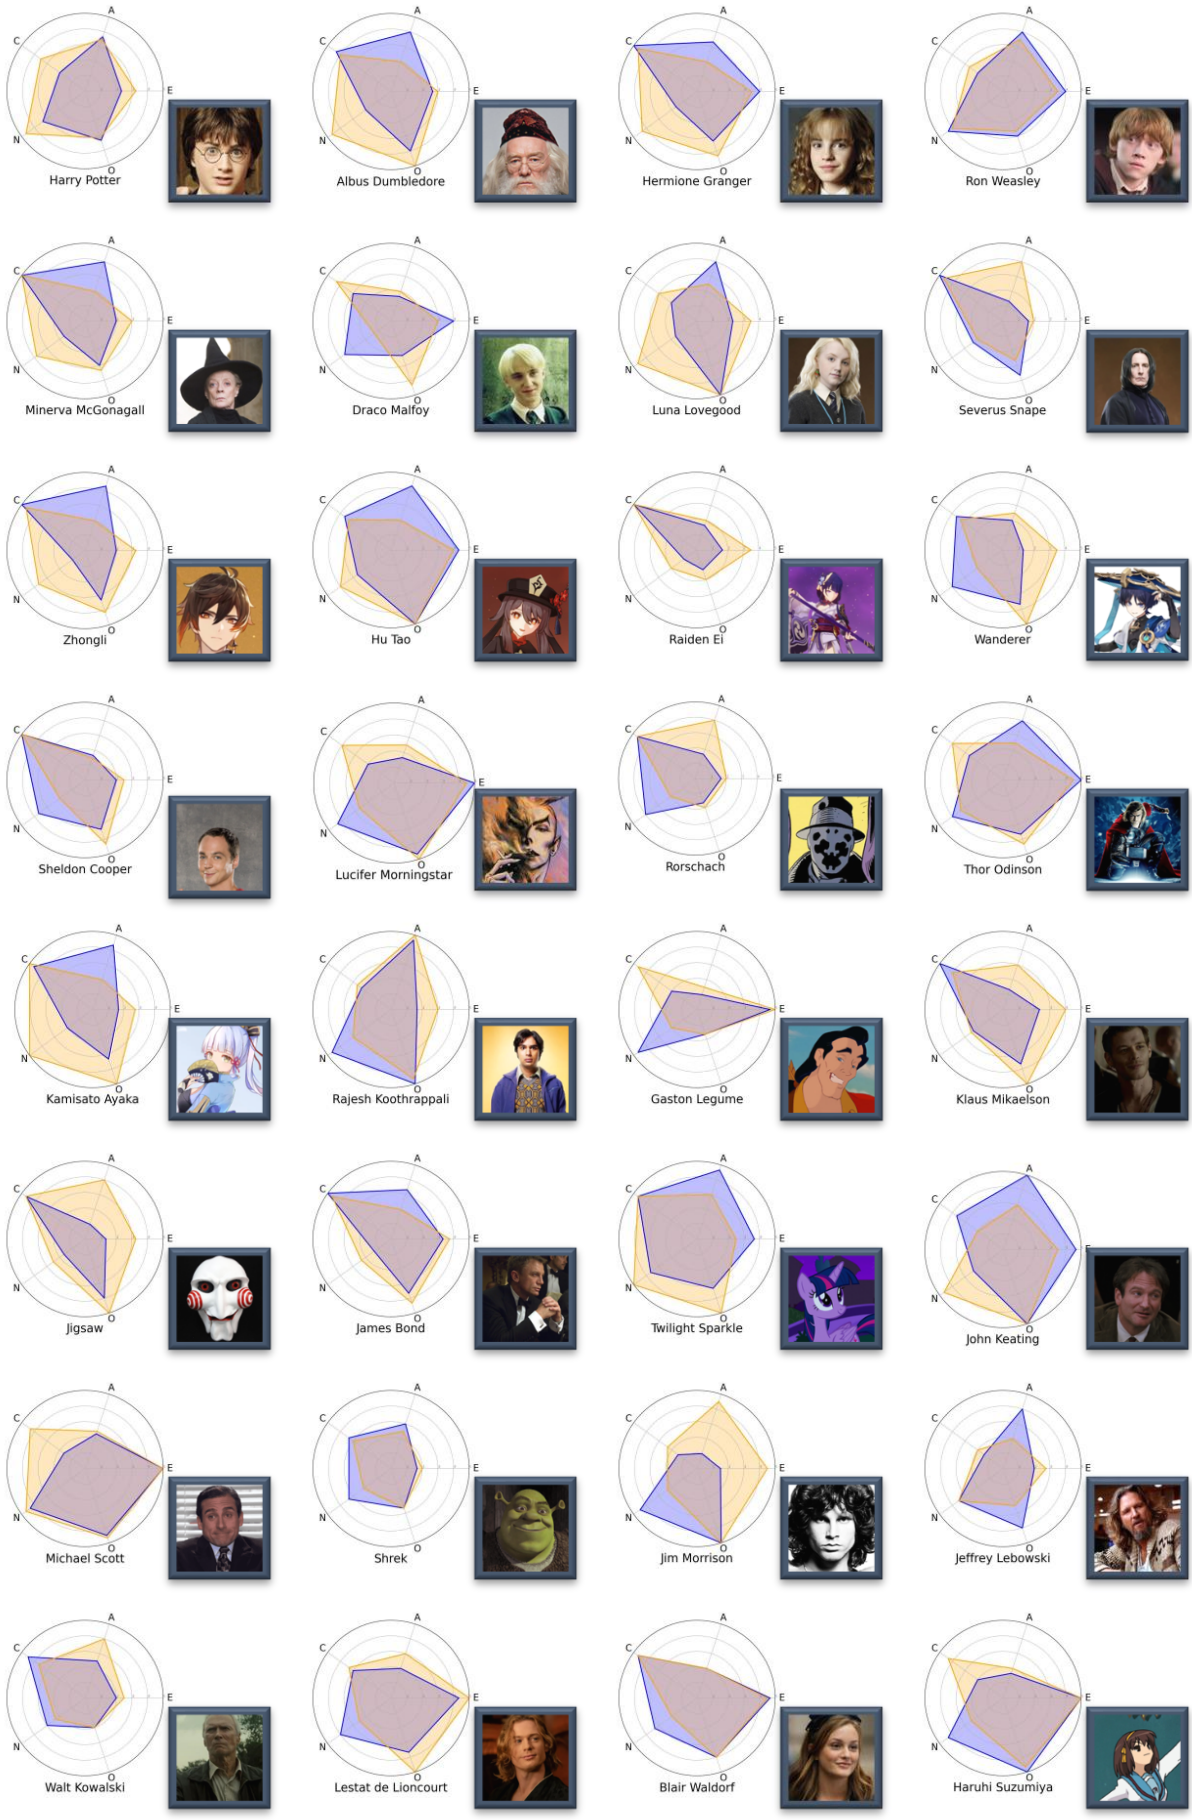 A
C
E
N
O
Harry Potter
A
C
E
N
O
Albus Dumbledore
A
C
E
N
O
Hermione Granger
A
C
E
N
O
Ron Weasley
A
C
E
N
O
Minerva McGonagall
A
C
E
N
O
Draco Malfoy
A
C
E
N
O
Luna Lovegood
A
C
E
N
O
Severus Snape
A
C
E
N
O
Zhongli
A
C
E
N
O
Hu Tao
A
C
E
N
O
Raiden Ei
A
C
E
N
O
Wanderer
A
C
E
N
O
Sheldon Cooper
A
C
E
N
O
Lucifer Morningstar
A
C
E
N
O
Rorschach
A
C
E
N
O
Thor Odinson
A
C
E
N
O
Kamisato Ayaka
A
C
E
N
O
Rajesh Koothrappali
A
C
E
N
O
Gaston Legume
A
C
E
N
O
Klaus Mikaelson
A
C
E
N
O
Jigsaw
A
C
E
N
O
James Bond
A
C
E
N
O
Twilight Sparkle
A
C
E
N
O
John Keating
A
C
E
N
O
Michael Scott
A
C
E
N
O
Shrek
A
C
E
N
O
Jim Morrison
A
C
E
N
O
Jeffrey Lebowski
A
C
E
N
O
Walt Kowalski
A
C
E
N
O
Lestat de Lioncourt
A
C
E
N
O
Blair Waldorf
A
C
E
N
O
Haruhi Suzumiya